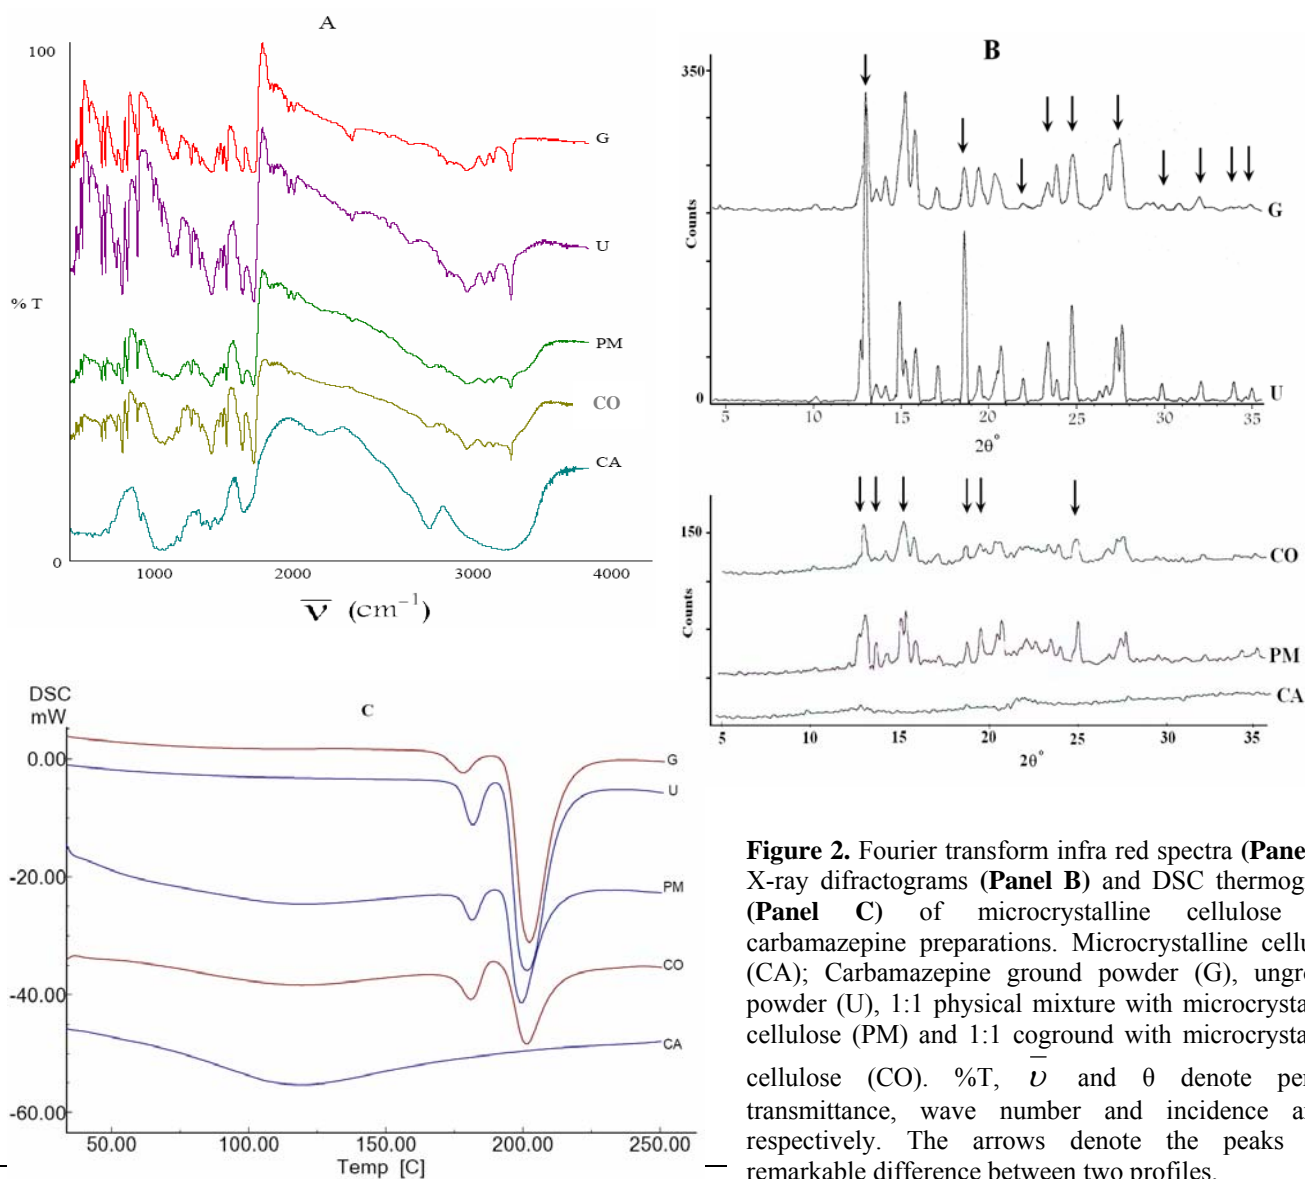 A
100
% T
0
G
U
PM
CO
CA
1000 2000 3000 4000
ν (cm⁻¹)
B
350
Counts
0
G
U
5 10 15 20 25 30 35
2θ°
150
Counts
CO
PM
CA
5 10 15 20 25 30 35
2θ°
DSC
mW
C
0.00
-20.00
-40.00
-60.00
G
U
PM
CO
CA
50.00 100.00 150.00 200.00 250.00
Temp [C]
Figure 2. Fourier transform infra red spectra (Pane
X-ray difractograms (Panel B) and DSC thermog
(Panel C) of microcrystalline cellulose
carbamazepine preparations. Microcrystalline cellu
(CA); Carbamazepine ground powder (G), ungr
powder (U), 1:1 physical mixture with microcrysta
cellulose (PM) and 1:1 coground with microcrysta
cellulose (CO). %T, ῡ and θ denote per
transmittance, wave number and incidence a
respectively. The arrows denote the peaks
remarkable difference between two profiles.